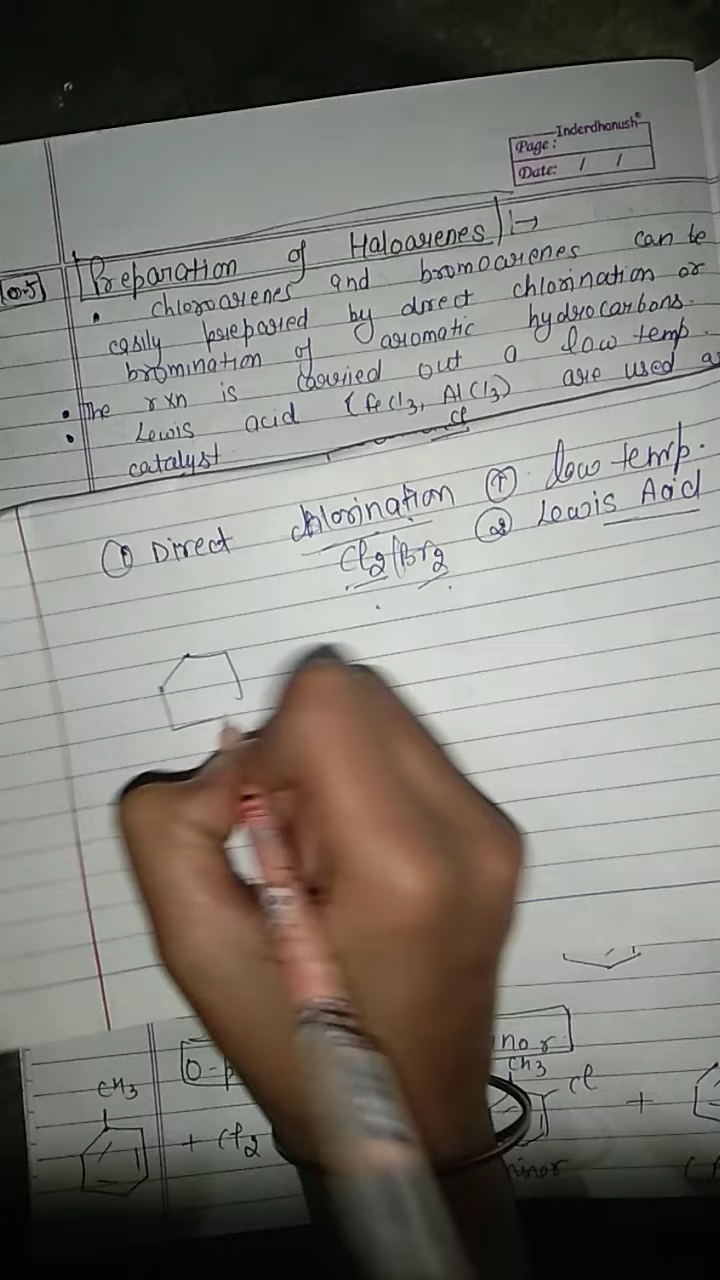 Inderdhanush®
Page :
Date: / /
Q.5 Preparation of Haloarenes :→
• chloroarenes and bromoarenes can be
easily prepared by direct chlorination or
bromination of aromatic hydrocarbons.
• The rxn is carried out a low temp.
• Lewis acid (FeCl3, AlCl3) are used as
catalyst
cl
① Direct chlorination ① low temp.
Cl2/Br2 ② Lewis Acid
O-p
CH3
+ Cl2
CH3
cl
minor
+